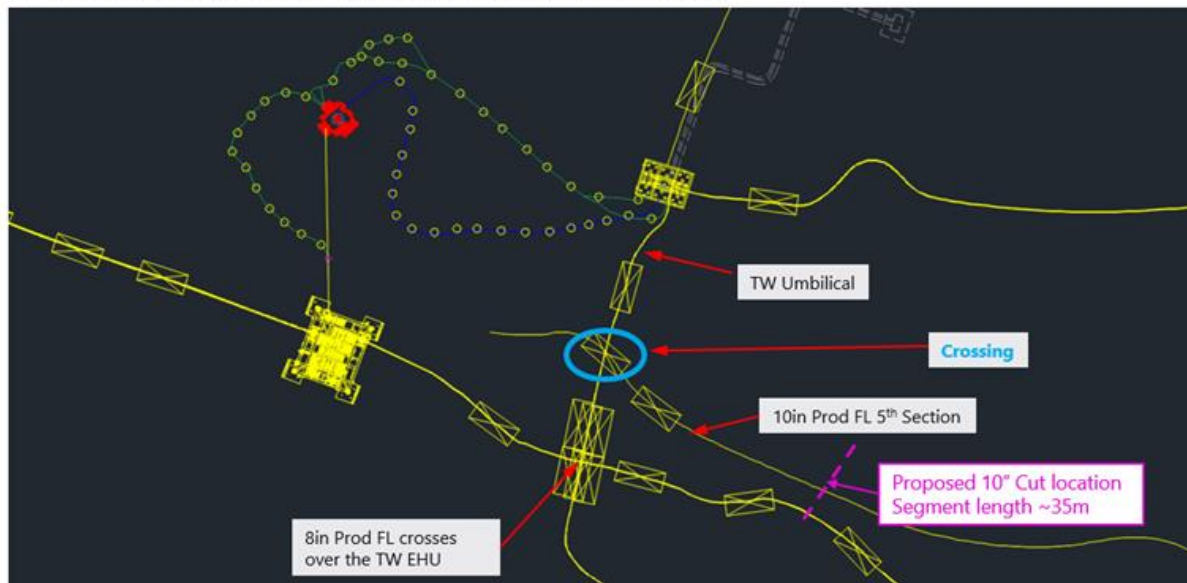 TW Umbilical
Crossing
10in Prod FL 5th Section
Proposed 10” Cut location
Segment length ~35m
8in Prod FL crosses
over the TW EHU